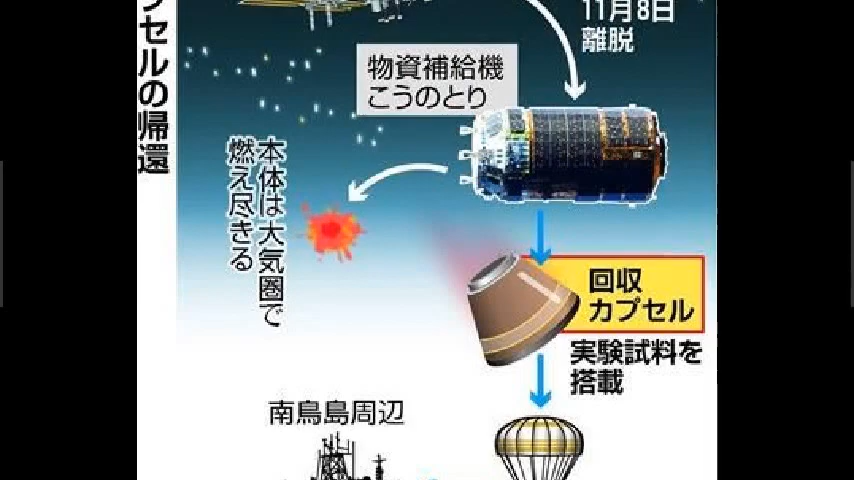 プセルの帰還
11月8日
離脱
物資補給機
こうのとり
本体は大気圏で
燃え尽きる
回収
カプセル
実験試料を
搭載
南鳥島周辺